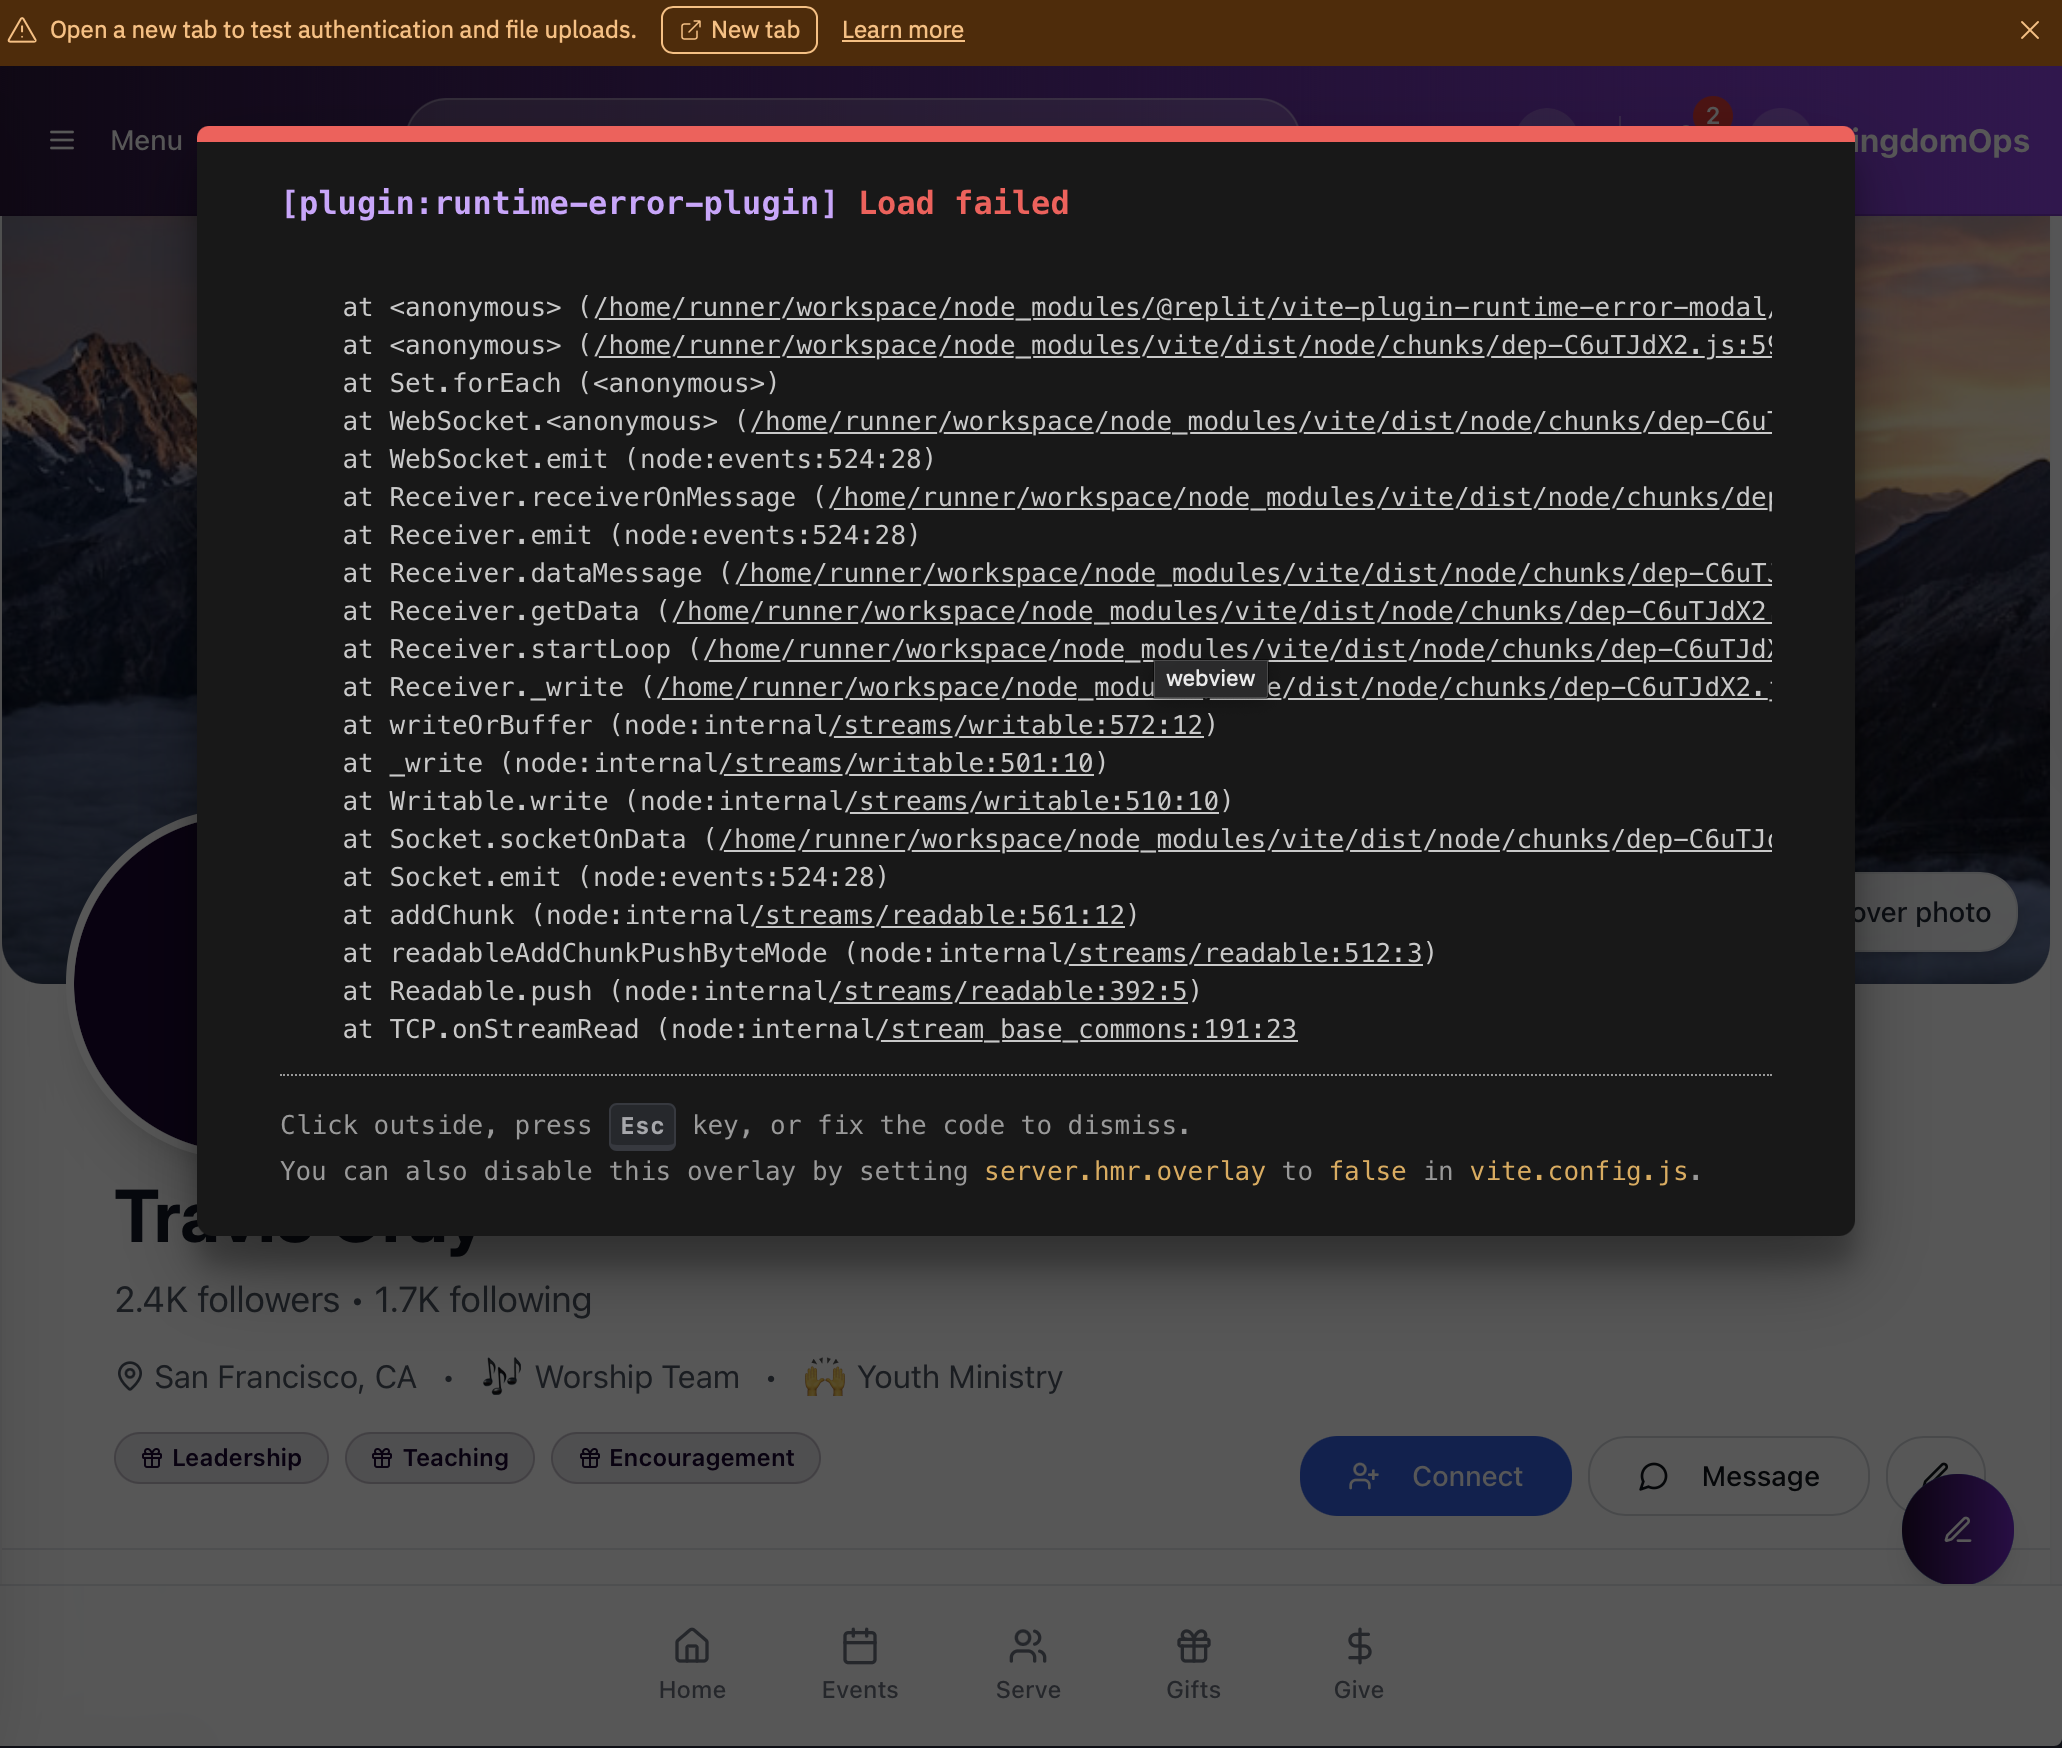 Open a new tab to test authentication and file uploads. New tab Learn more
Menu
2
ingdomOps
[plugin:runtime-error-plugin] Load failed
at <anonymous> (/home/runner/workspace/node_modules/@replit/vite-plugin-runtime-error-modal/
at <anonymous> (/home/runner/workspace/node_modules/vite/dist/node/chunks/dep-C6uTJdX2.js:59
at Set.forEach (<anonymous>)
at WebSocket.<anonymous> (/home/runner/workspace/node_modules/vite/dist/node/chunks/dep-C6uT
at WebSocket.emit (node:events:524:28)
at Receiver.receiverOnMessage (/home/runner/workspace/node_modules/vite/dist/node/chunks/dep
at Receiver.emit (node:events:524:28)
at Receiver.dataMessage (/home/runner/workspace/node_modules/vite/dist/node/chunks/dep-C6uTJ
at Receiver.getData (/home/runner/workspace/node_modules/vite/dist/node/chunks/dep-C6uTJdX2.
at Receiver.startLoop (/home/runner/workspace/node_modules/vite/dist/node/chunks/dep-C6uTJdX
webview
at Receiver._write (/home/runner/workspace/node_modu e/dist/node/chunks/dep-C6uTJdX2.j
at writeOrBuffer (node:internal/streams/writable:572:12)
at _write (node:internal/streams/writable:501:10)
at Writable.write (node:internal/streams/writable:510:10)
at Socket.socketOnData (/home/runner/workspace/node_modules/vite/dist/node/chunks/dep-C6uTJd
at Socket.emit (node:events:524:28)
at addChunk (node:internal/streams/readable:561:12)
at readableAddChunkPushByteMode (node:internal/streams/readable:512:3)
at Readable.push (node:internal/streams/readable:392:5)
at TCP.onStreamRead (node:internal/stream_base_commons:191:23
over photo
Click outside, press Esc key, or fix the code to dismiss.
You can also disable this overlay by setting server.hmr.overlay to false in vite.config.js.
Travis Gray
2.4K followers • 1.7K following
San Francisco, CA • 🎶 Worship Team • 🙌 Youth Ministry
Leadership Teaching Encouragement
Connect Message
Home Events Serve Gifts Give